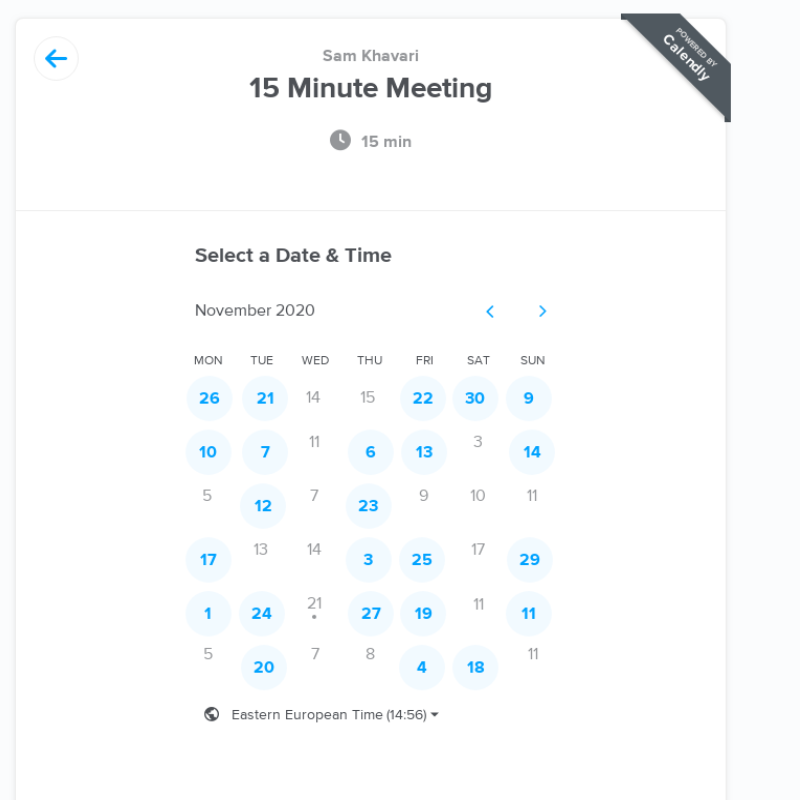 POWERED BY
Calendly
Sam Khavari
15 Minute Meeting
15 min
Select a Date & Time
November 2020
MON TUE WED THU FRI SAT SUN
26 21 14 15 22 30 9
10 7 11 6 13 3 14
5 12 7 23 9 10 11
17 13 14 3 25 17 29
1 24 21 27 19 11 11
5 20 7 8 4 18 11
Eastern European Time (14:56)